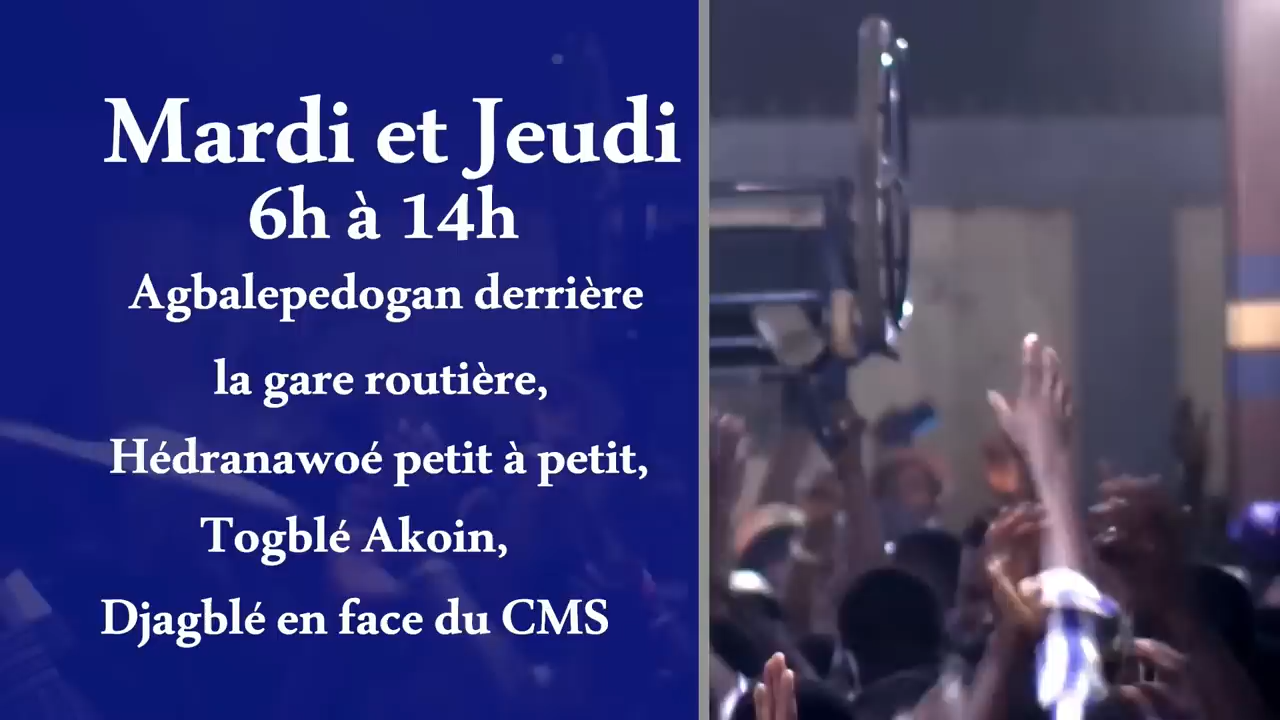 Mardi et Jeudi
6h à 14h
Agbalepedogan derrière
la gare routière,
Hédranawoé petit à petit,
Togblé Akoin,
Djagblé en face du CMS